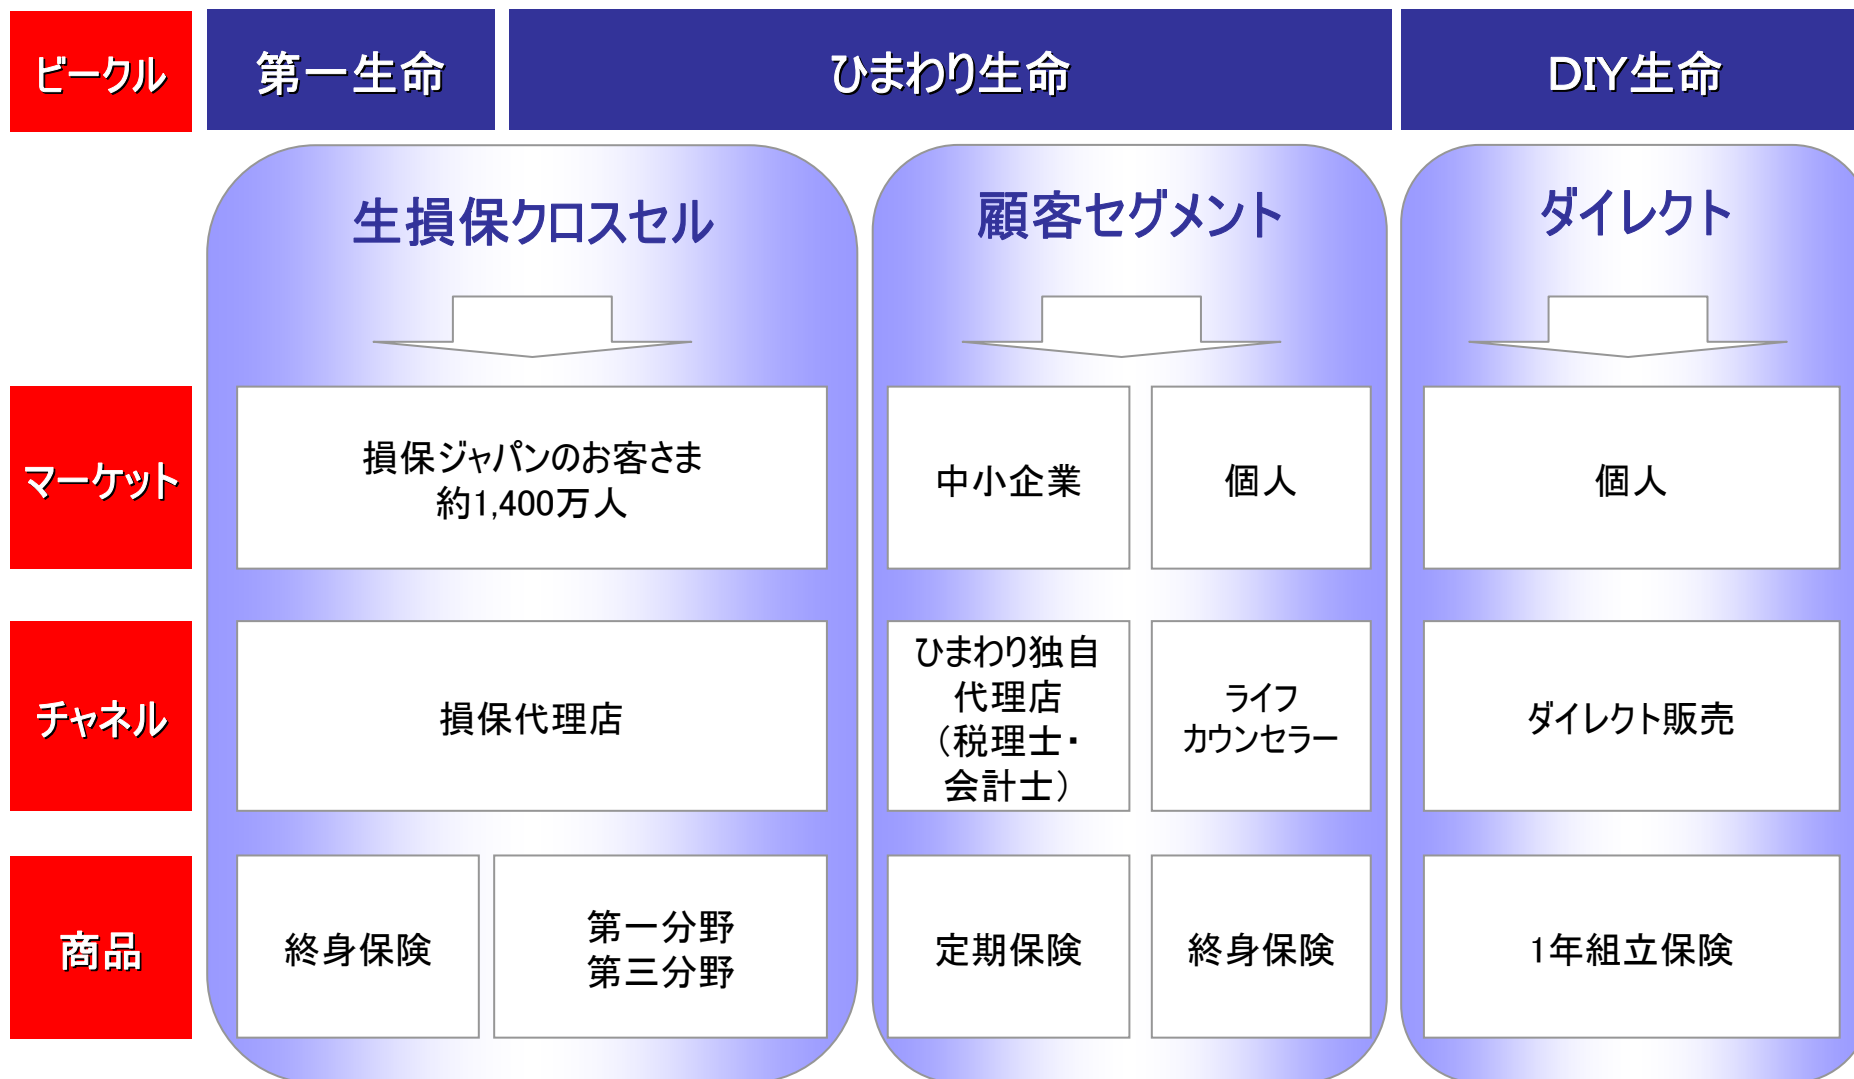 ビークル
第一生命
ひまわり生命
DIY生命
生損保クロスセル
顧客セグメント
ダイレクト
マーケット
損保ジャパンのお客さま
約1,400万人
中小企業
個人
個人
チャネル
損保代理店
ひまわり独自
代理店
(税理士・
会計士)
ライフ
カウンセラー
ダイレクト販売
商品
終身保険
第一分野
第三分野
定期保険
終身保険
1年組立保険